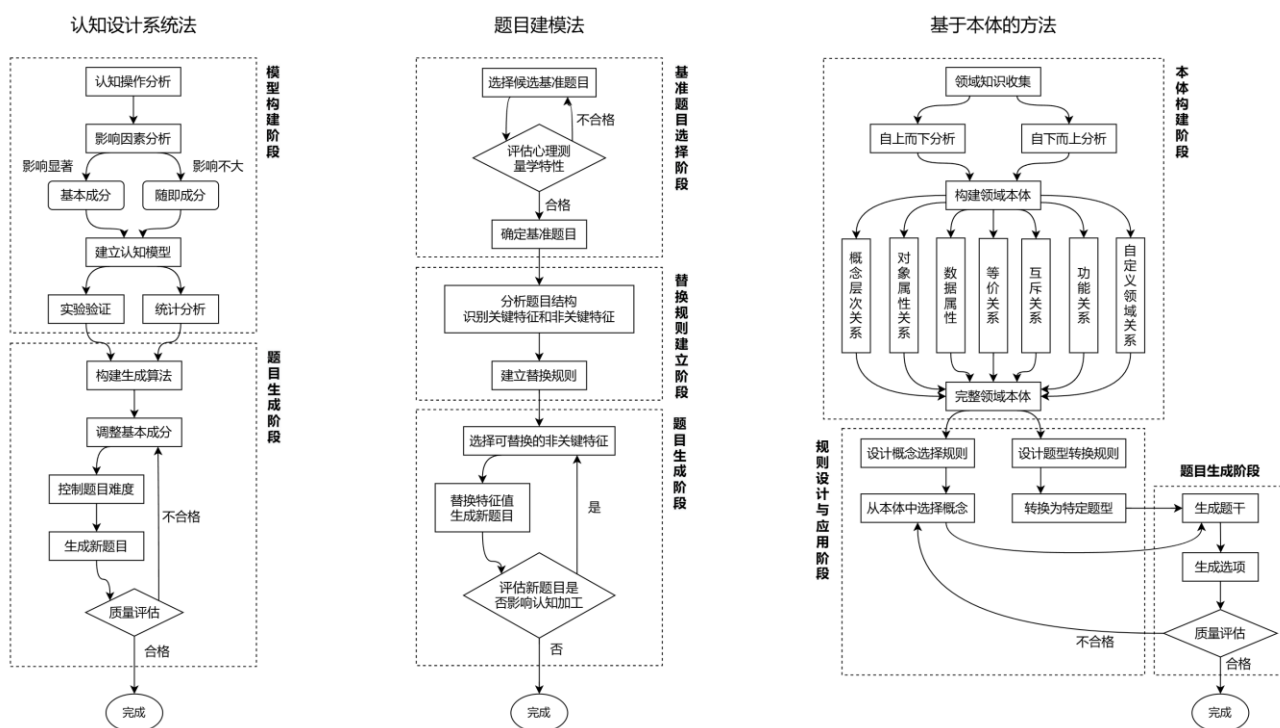 认知设计系统法
模型构建阶段
认知操作分析
影响因素分析
影响显著
影响不大
基本成分
随即成分
建立认知模型
实验验证
统计分析
题目生成阶段
构建生成算法
调整基本成分
控制题目难度
不合格
生成新题目
质量评估
合格
完成
题目建模法
基准题目选择阶段
选择候选基准题目
不合格
评估心理测
量学特性
合格
确定基准题目
替换规则建立阶段
分析题目结构
识别关键特征和非关键特征
建立替换规则
题目生成阶段
选择可替换的非关键特征
替换特征值
生成新题目
是
评估新题目是
否影响认知加工
否
完成
基于本体的方法
本体构建阶段
领域知识收集
自上而下分析
自下而上分析
构建领域本体
概念层次关系
对象属性关系
数据属性
等价关系
互斥关系
功能关系
自定义领域关系
完整领域本体
规则设计与应用阶段
设计概念选择规则
设计题型转换规则
从本体中选择概念
转换为特定题型
题目生成阶段
生成题干
生成选项
质量评估
不合格
合格
完成